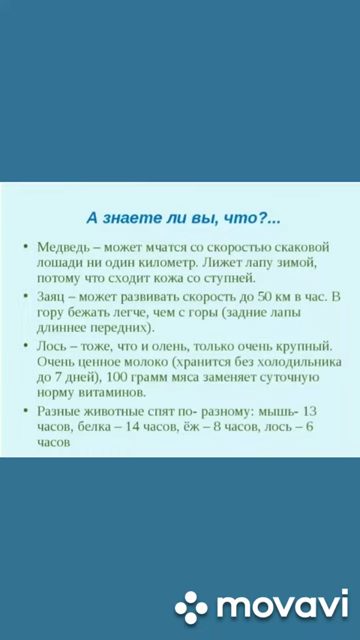 А знаете ли вы, что?...
• Медведь – может мчатся со скоростью скаковой
лошади ни один километр. Лижет лапу зимой,
потому что сходит кожа со ступней.
• Заяц – может развивать скорость до 50 км в час. В
гору бежать легче, чем с горы (задние лапы
длиннее передних).
• Лось – тоже, что и олень, только очень крупный.
Очень ценное молоко (хранится без холодильника
до 7 дней), 100 грамм мяса заменяет суточную
норму витаминов.
• Разные животные спят по- разному: мышь- 13
часов, белка – 14 часов, ёж – 8 часов, лось – 6
часов
movavi